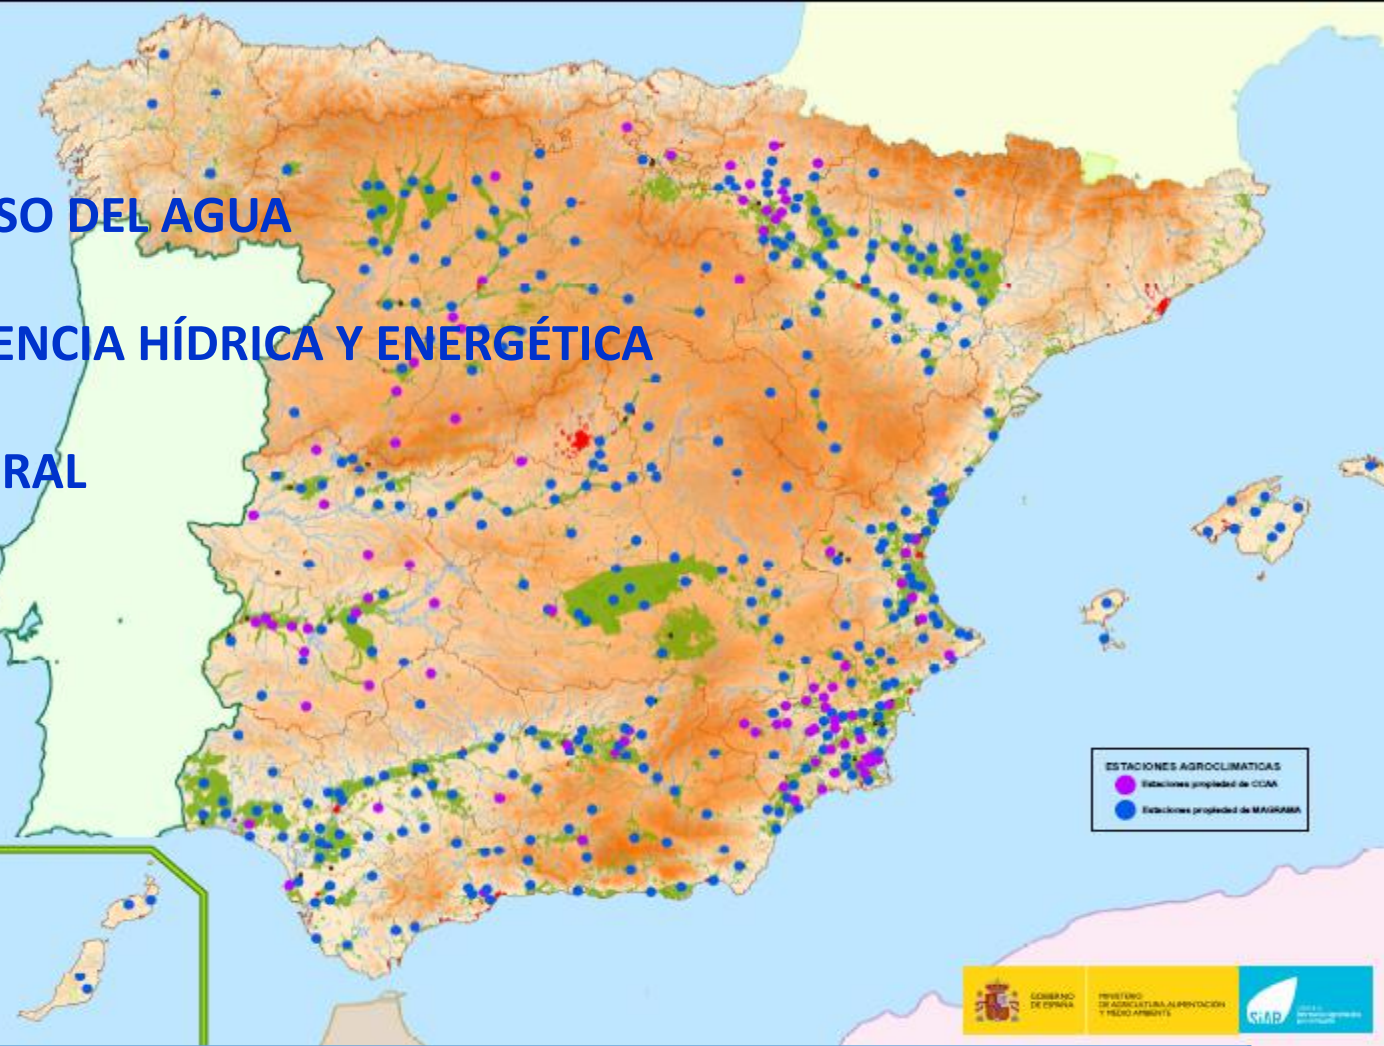 SO DEL AGUA
ENCIA HÍDRICA Y ENERGÉTICA
RAL
ESTACIONES AGROCLIMATICAS
Estaciones propiedad de CCAA
Estaciones propiedad de MAGRAMA
GOBIERNO
DE ESPAÑA
MINISTERIO
DE AGRICULTURA, ALIMENTACIÓN
Y MEDIO AMBIENTE
SiAR